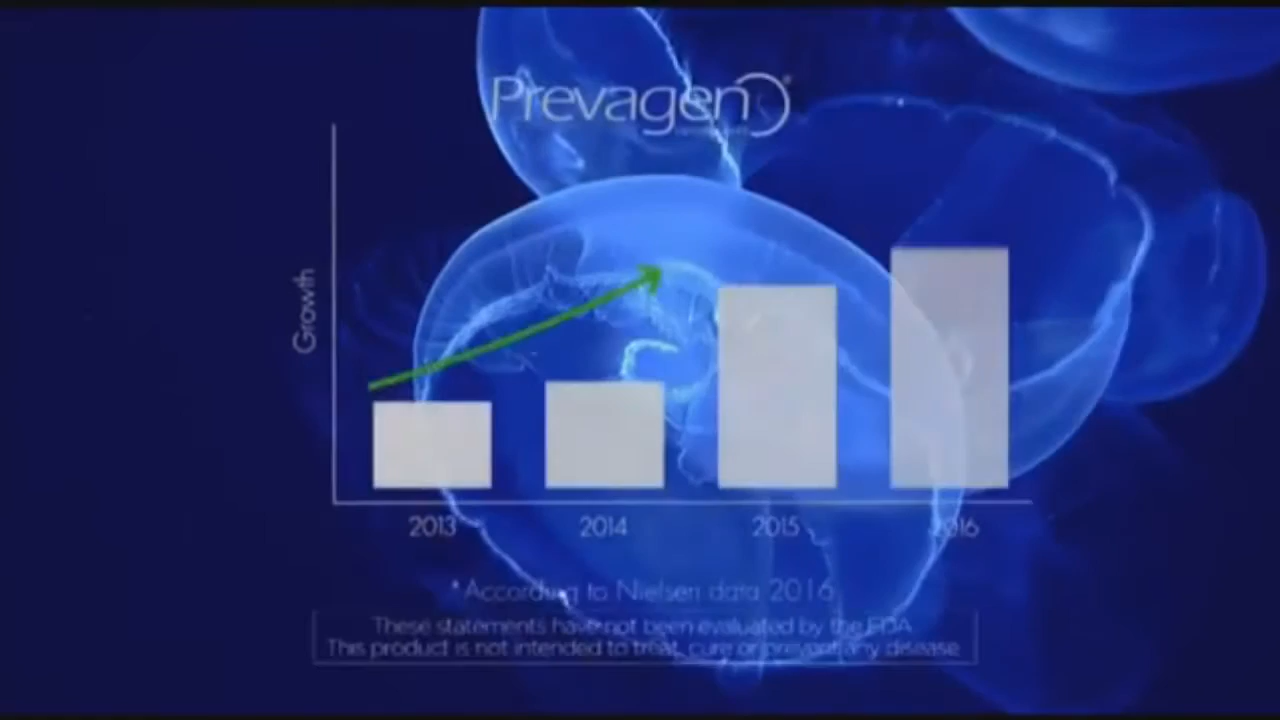 Prevagen®
Growth
2013 2014 2015 2016
*According to Nielsen data 2016
These statements have not been evaluated by the FDA
This product is not intended to treat, cure or prevent any disease